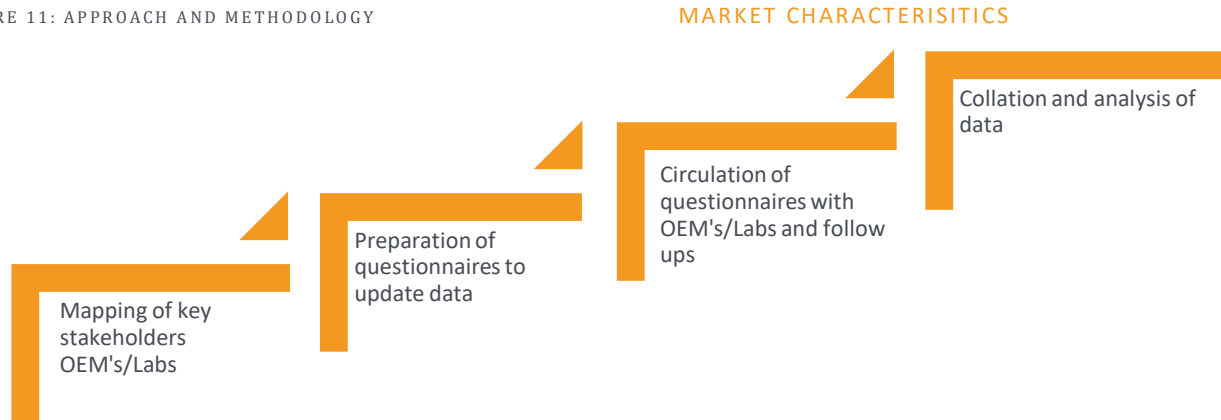 RE 11: APPROACH AND METHODOLOGY
MARKET CHARACTERISITICS
Mapping of key
stakeholders
OEM's/Labs
Preparation of
questionnaires to
update data
Circulation of
questionnaires with
OEM's/Labs and follow
ups
Collation and analysis of
data